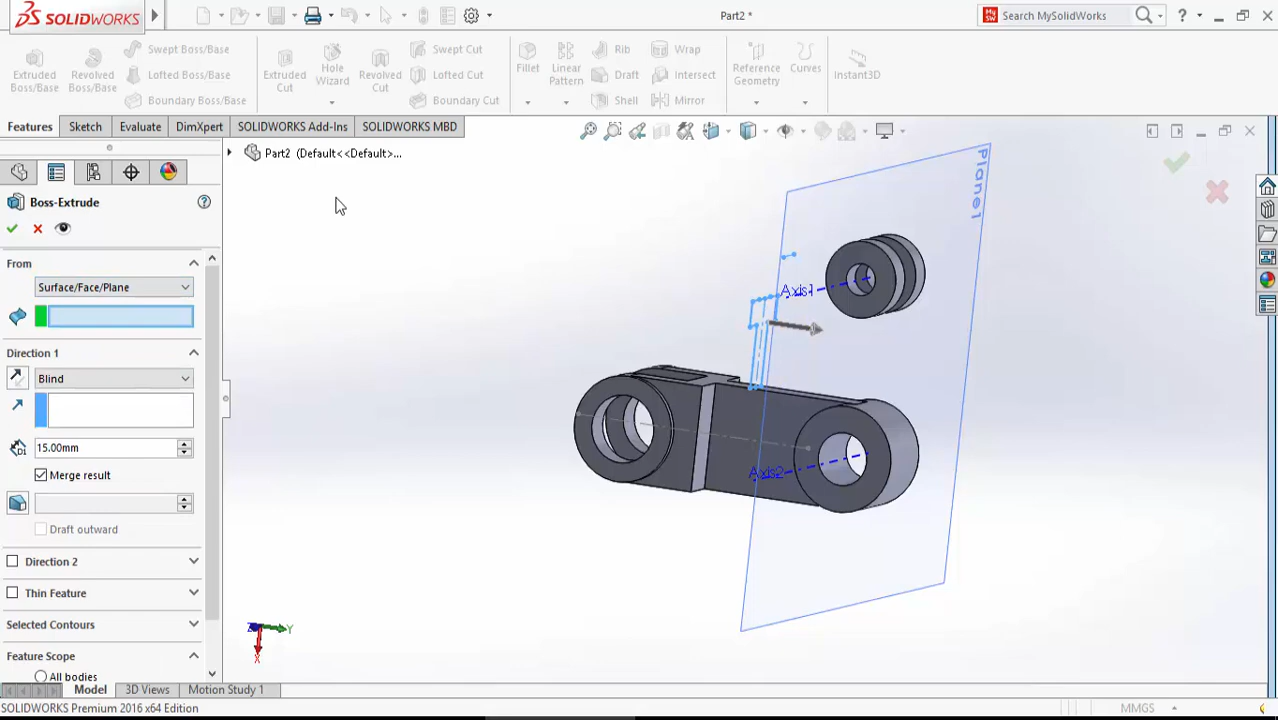 SOLIDWORKS
Part2 *
Search MySolidWorks
Extruded Boss/Base
Revolved Boss/Base
Swept Boss/Base
Lofted Boss/Base
Boundary Boss/Base
Extruded Cut
Hole Wizard
Revolved Cut
Swept Cut
Lofted Cut
Boundary Cut
Fillet
Linear Pattern
Rib
Draft
Shell
Wrap
Intersect
Mirror
Reference Geometry
Curves
Instant3D
Features
Sketch
Evaluate
DimXpert
SOLIDWORKS Add-Ins
SOLIDWORKS MBD
Part2 (Default<<Default>...
Boss-Extrude
From
Surface/Face/Plane
Direction 1
Blind
15.00mm
Merge result
Draft outward
Direction 2
Thin Feature
Selected Contours
Feature Scope
All bodies
Plane1
Axis1
Axis2
Z
Y
X
Model
3D Views
Motion Study 1
SOLIDWORKS Premium 2016 x64 Edition
MMGS